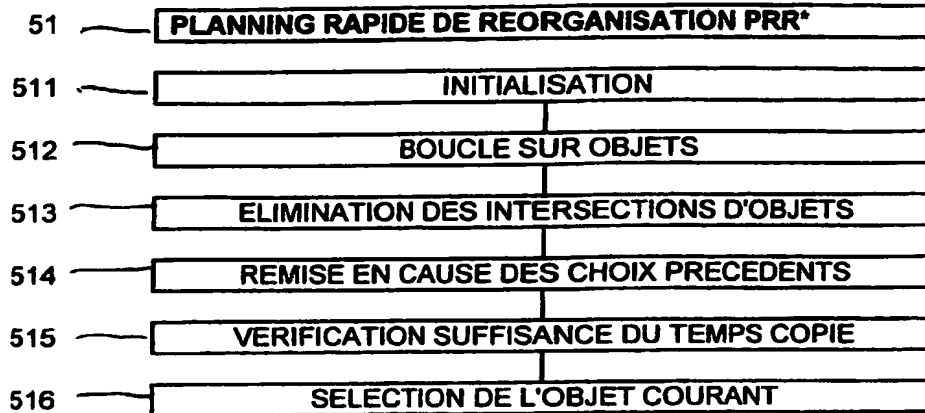 51 PLANNING RAPIDE DE REORGANISATION PRR*
511 INITIALISATION
512 BOUCLE SUR OBJETS
513 ELIMINATION DES INTERSECTIONS D'OBJETS
514 REMISE EN CAUSE DES CHOIX PRECEDENTS
515 VERIFICATION SUFFISANCE DU TEMPS COPIE
516 SELECTION DE L'OBJET COURANT